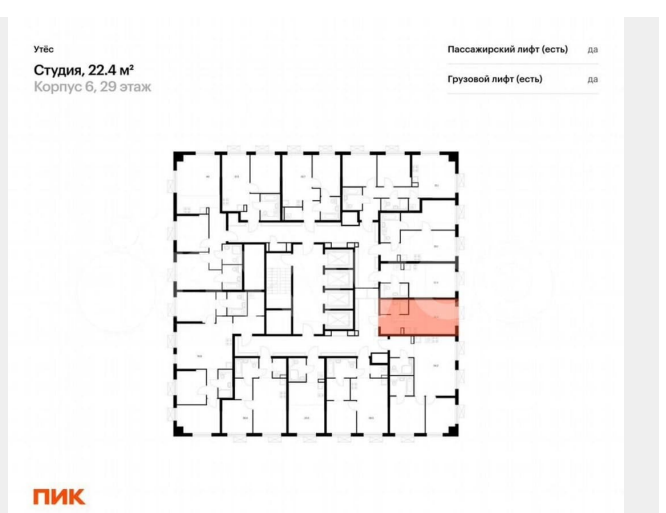 Утёс
Студия, 22.4 м²
Корпус 6, 29 этаж
Пассажирский лифт (есть) да
Грузовой лифт (есть) да
ПИК